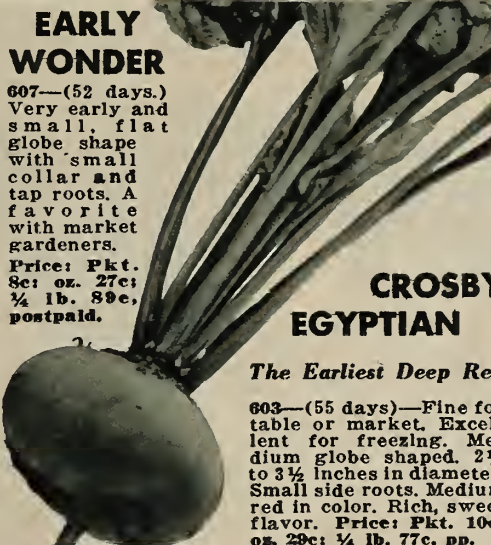 EARLY
WONDER
607—(52 days.)
Very early and
small, flat
globe shape
with small
collar and
tap roots. A
favorite
with market
gardeners.
Price: Pkt.
8c; oz. 27c;
¼ lb. 89c,
postpaid.
CROSBY
EGYPTIAN
The Earliest Deep Re
603—(55 days)—Fine fo
table or market. Excel
lent for freezing. Me
dium globe shaped. 2
to 3½ inches in diamete
Small side roots. Mediu
red in color. Rich, swee
flavor. Price: Pkt. 10c
oz. 29c; ¼ lb. 77c, pp.